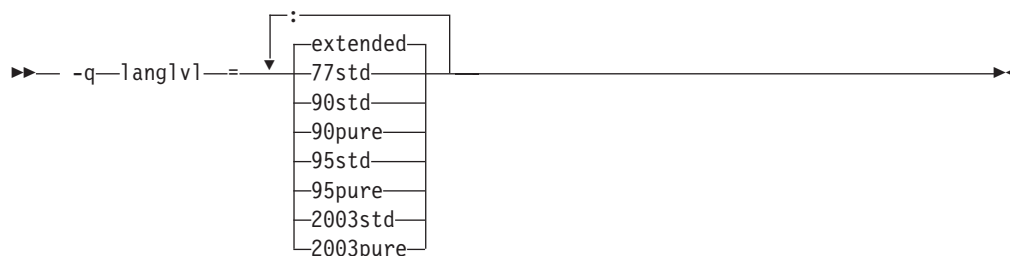 :
extended
-q langlvl = 77std
90std
90pure
95std
95pure
2003std
2003pure